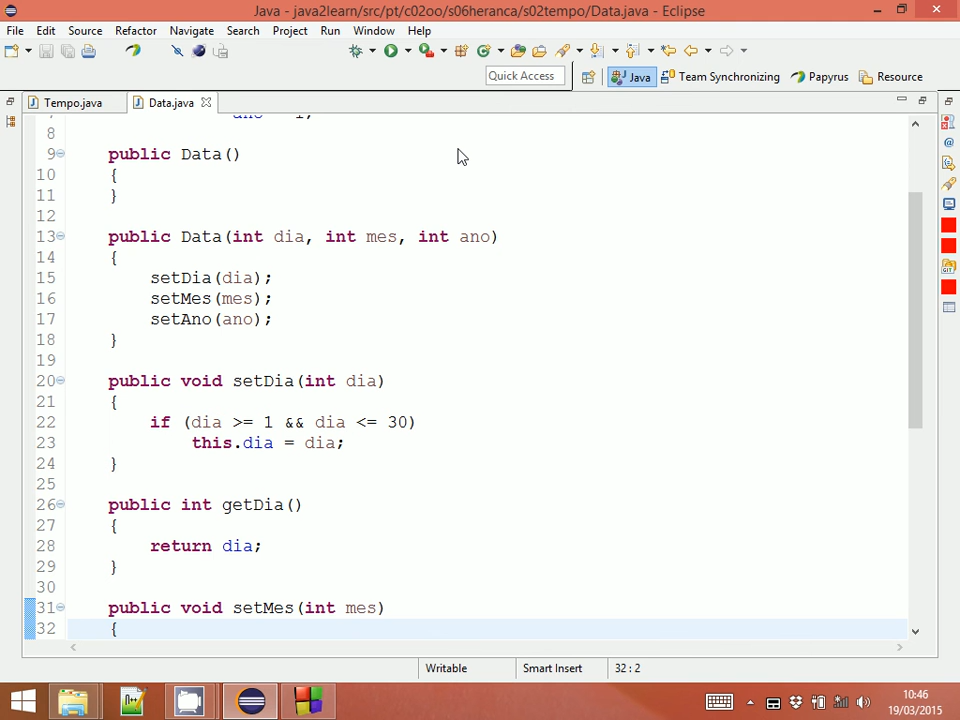 Java - java2learn/src/pt/c02oo/s06heranca/s02tempo/Data.java - Eclipse
File Edit Source Refactor Navigate Search Project Run Window Help
Quick Access Java Team Synchronizing Papyrus Resource
Tempo.java Data.java
8
9 public Data()
10 {
11 }
12
13 public Data(int dia, int mes, int ano)
14 {
15 setDia(dia);
16 setMes(mes);
17 setAno(ano);
18 }
19
20 public void setDia(int dia)
21 {
22 if (dia >= 1 && dia <= 30)
23 this.dia = dia;
24 }
25
26 public int getDia()
27 {
28 return dia;
29 }
30
31 public void setMes(int mes)
32 {
Writable Smart Insert 32 : 2
10:46
19/03/2015